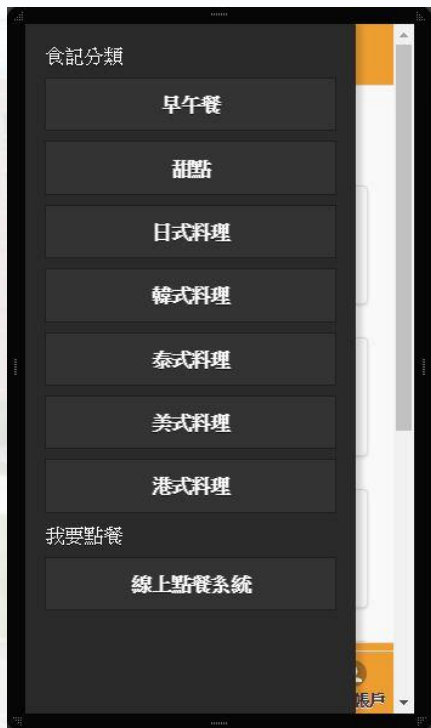 食記分類
早午餐
甜點
日式料理
韓式料理
泰式料理
美式料理
港式料理
我要點餐
線上點餐系統
帳戶